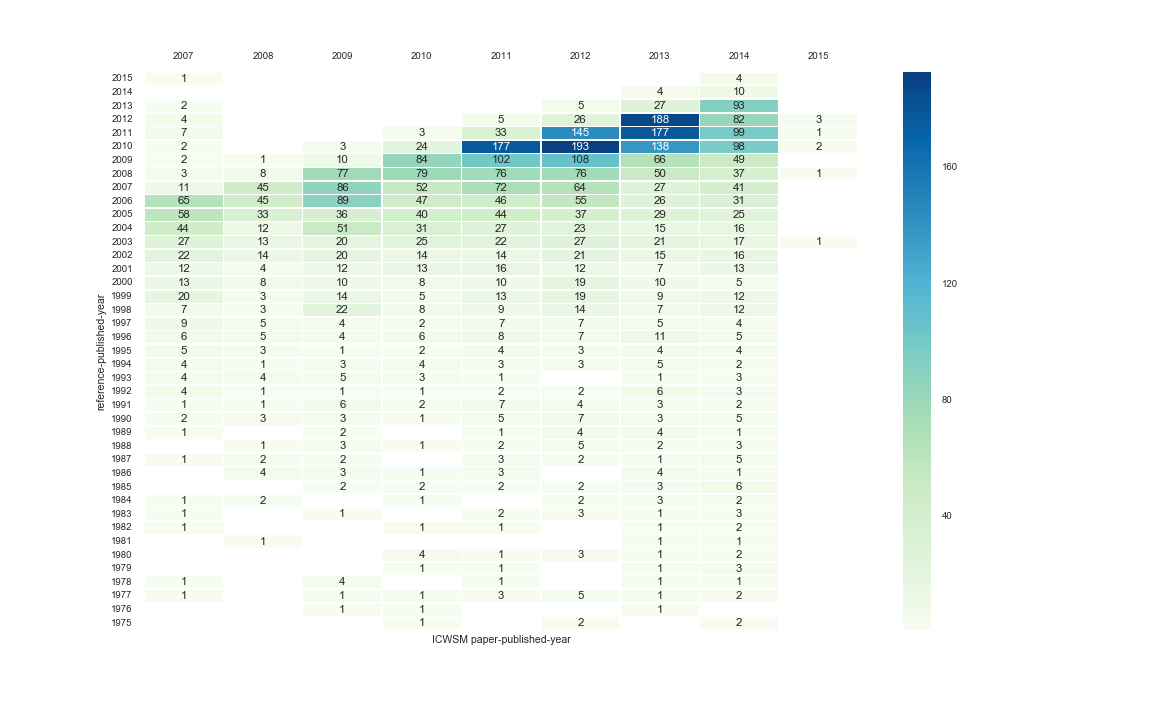 2007 2008 2009 2010 2011 2012 2013 2014 2015
2015 1 4
2014 4 10
2013 2 5 27 93
2012 4 5 26 188 82 3
2011 7 3 33 145 177 99 1
2010 2 3 24 177 193 138 98 2
2009 2 1 10 84 102 108 66 49
2008 3 8 77 79 76 76 50 37 1
2007 11 45 86 52 72 64 27 41
2006 65 45 89 47 46 55 26 31
2005 58 33 36 40 44 37 29 25
2004 44 12 51 31 27 23 15 16
2003 27 13 20 25 22 27 21 17 1
2002 22 14 20 14 14 21 15 16
2001 12 4 12 13 16 12 7 13
2000 13 8 10 8 10 19 10 5
1999 20 3 14 5 13 19 9 12
1998 7 3 22 8 9 14 7 12
1997 9 5 4 2 7 7 5 4
1996 6 5 4 6 8 7 11 5
1995 5 3 1 2 4 3 4 4
1994 4 1 3 4 3 3 5 2
1993 4 4 5 3 1 1 3
1992 4 1 1 1 2 2 6 3
1991 1 1 6 2 7 4 3 2
1990 2 3 3 1 5 7 3 5
1989 1 2 1 4 4 1
1988 1 3 1 2 5 2 3
1987 1 2 2 3 2 1 5
1986 4 3 1 3 4 1
1985 2 2 2 2 3 6
1984 1 2 1 2 3 2
1983 1 1 2 3 1 3
1982 1 1 1 1 2
1981 1 1 1
1980 4 1 3 1 2
1979 1 1 1 3
1978 1 4 1 1 1
1977 1 1 1 3 5 1 2
1976 1 1 1
1975 1 2 2
reference-published-year
ICWSM paper-published-year
160
120
80
40